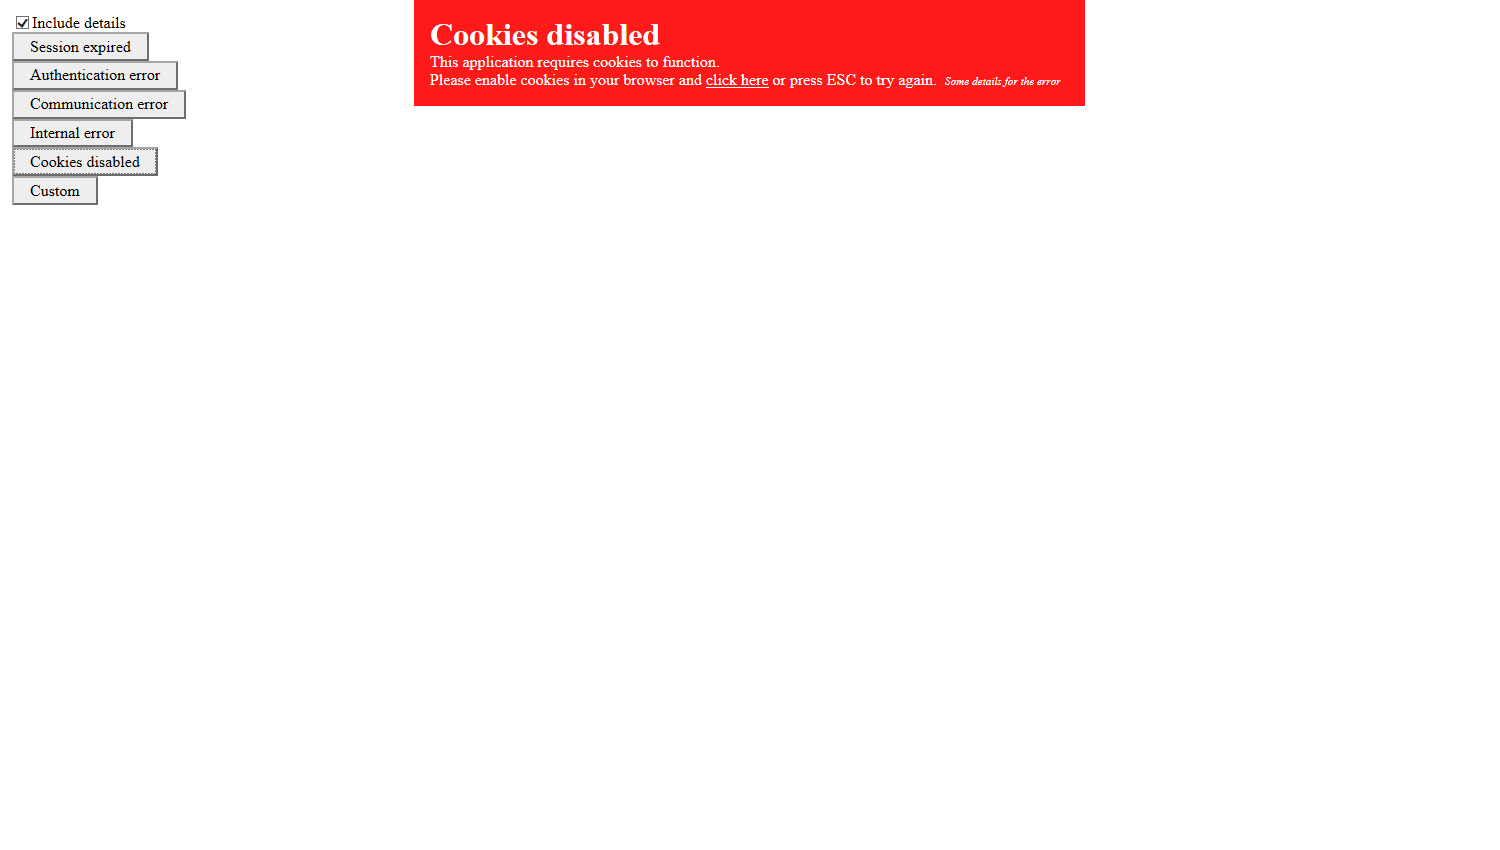 Include details
Session expired
Authentication error
Communication error
Internal error
Cookies disabled
Custom
Cookies disabled
This application requires cookies to function.
Please enable cookies in your browser and click here or press ESC to try again. Some details for the error